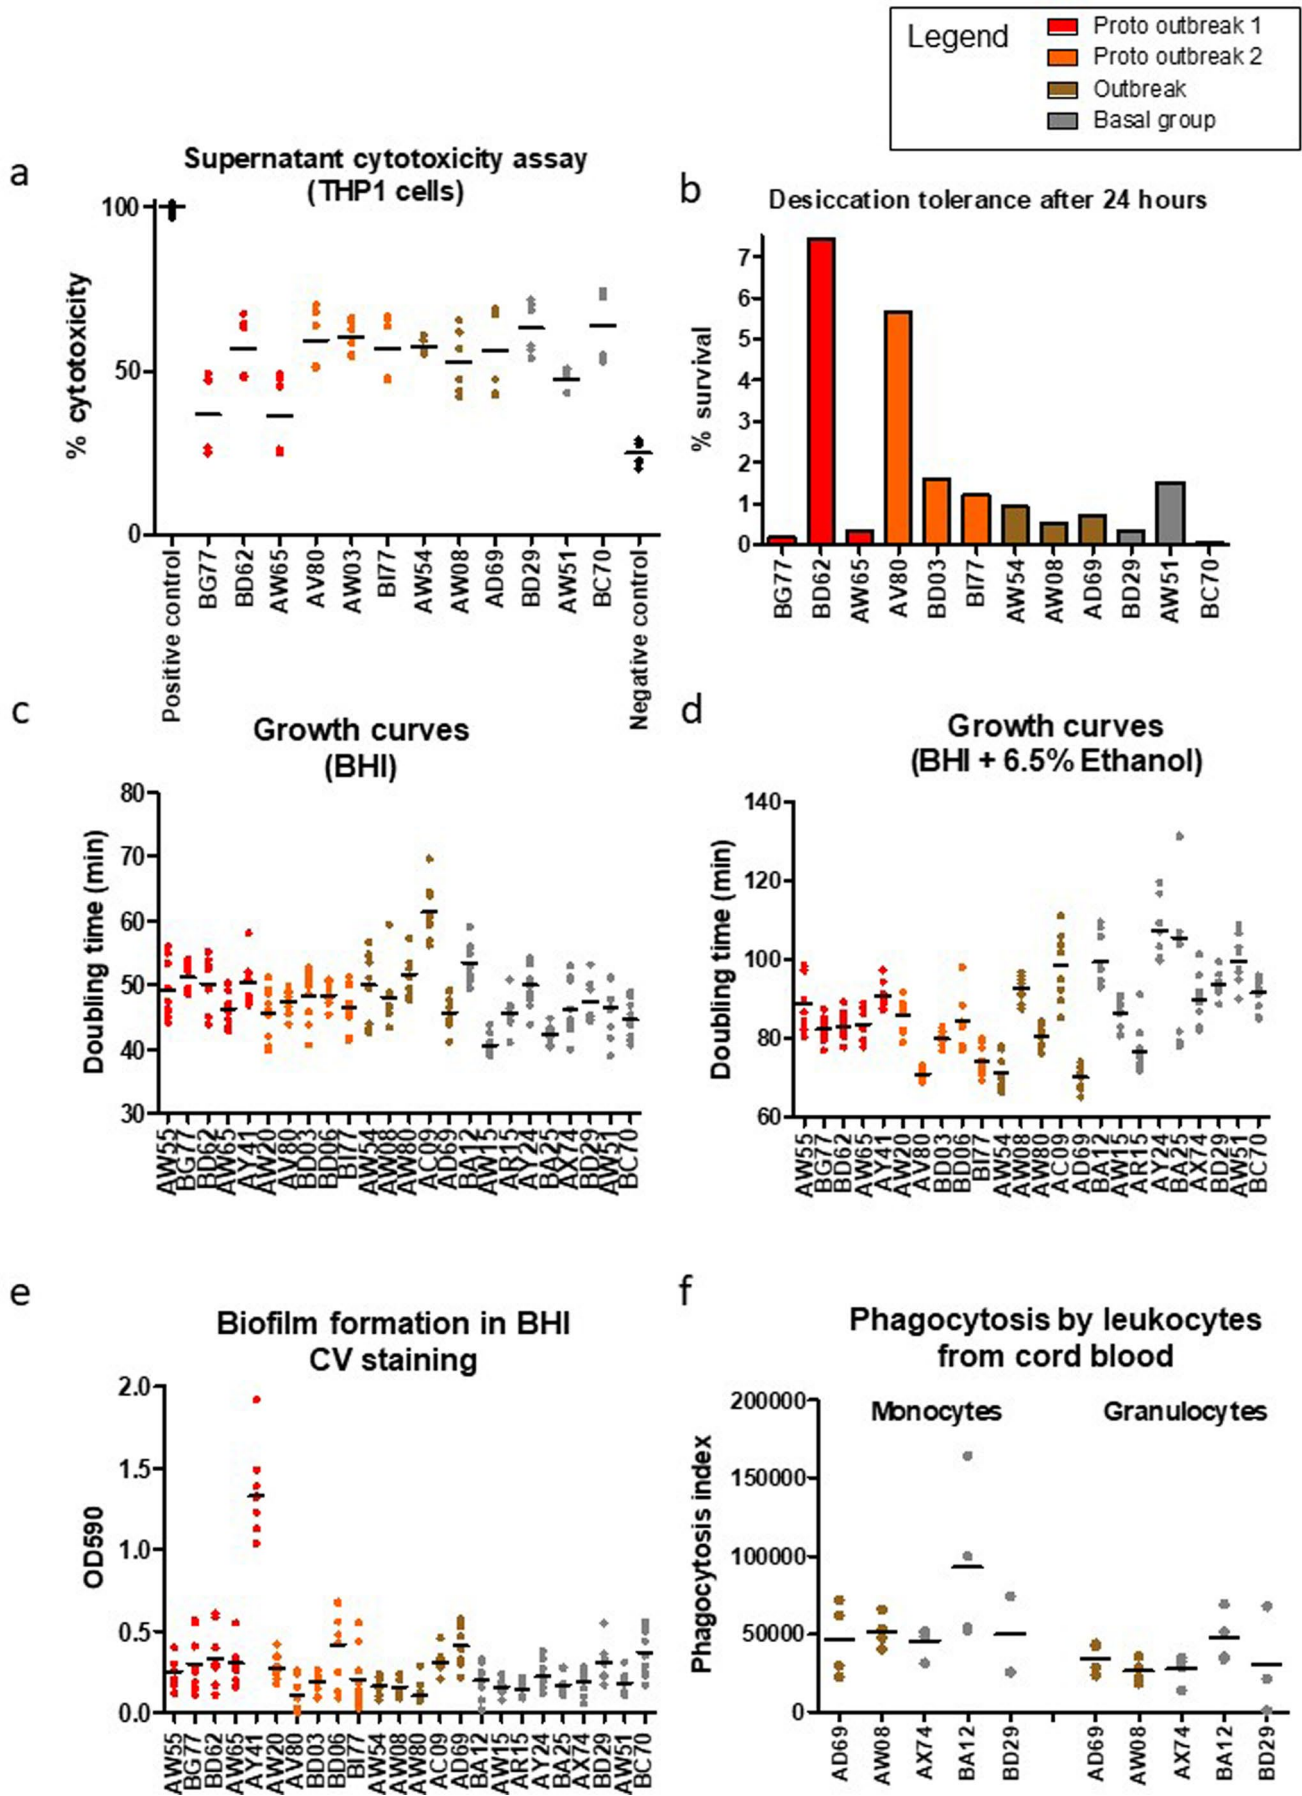 Legend
Proto outbreak 1
Proto outbreak 2
Outbreak
Basal group
a
Supernatant cytotoxicity assay
(THP1 cells)
% cytotoxicity
100
50
0
Positive control
BG77
BD62
AW65
AV80
AW03
BI77
AW54
AW08
AD69
BD29
AW51
BC70
Negative control
b
Desiccation tolerance after 24 hours
% survival
7
6
5
4
3
2
1
0
BG77
BD62
AW65
AV80
BD03
BI77
AW54
AW08
AD69
BD29
AW51
BC70
c
Growth curves
(BHI)
Doubling time (min)
80
70
60
50
40
30
AW55
BG77
BD62
AW65
AY41
AW20
AV80
BD03
BD06
BI77
AW54
AW08
AW80
AC09
AD69
BA12
AW15
AR15
AY24
BA25
AX74
BD29
AW51
BC70
d
Growth curves
(BHI + 6.5% Ethanol)
Doubling time (min)
140
120
100
80
60
AW55
BG77
BD62
AW65
AY41
AW20
AV80
BD03
BD06
BI77
AW54
AW08
AW80
AC09
AD69
BA12
AW15
AR15
AY24
BA25
AX74
BD29
AW51
BC70
e
Biofilm formation in BHI
CV staining
OD590
2.0
1.5
1.0
0.5
0.0
AW55
BG77
BD62
AW65
AY41
AW20
AV80
BD03
BD06
BI77
AW54
AW08
AW80
AC09
AD69
BA12
AW15
AR15
AY24
BA25
AX74
BD29
AW51
BC70
f
Phagocytosis by leukocytes
from cord blood
Monocytes
Granulocytes
Phagocytosis index
200000
150000
100000
50000
0
AD69
AW08
AX74
BA12
BD29
AD69
AW08
AX74
BA12
BD29